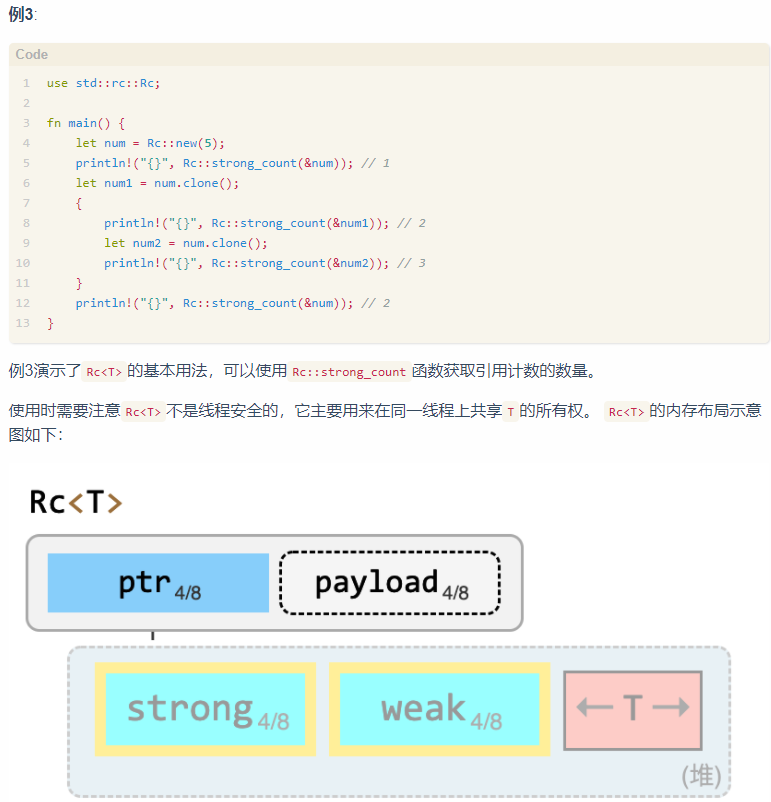 例3:
Code
1 use std::rc::Rc;
2
3 fn main() {
4     let num = Rc::new(5);
5     println!("{}", Rc::strong_count(&num)); // 1
6     let num1 = num.clone();
7     {
8         println!("{}", Rc::strong_count(&num1)); // 2
9         let num2 = num.clone();
10         println!("{}", Rc::strong_count(&num2)); // 3
11     }
12     println!("{}", Rc::strong_count(&num)); // 2
13 }
例3演示了 Rc<T> 的基本用法，可以使用 Rc::strong_count 函数获取引用计数的数量。
使用时需要注意 Rc<T> 不是线程安全的，它主要用来在同一线程上共享 T 的所有权。 Rc<T> 的内存布局示意
图如下：
Rc<T>
ptr 4/8 payload 4/8
strong 4/8 weak 4/8 ← T →
(堆)